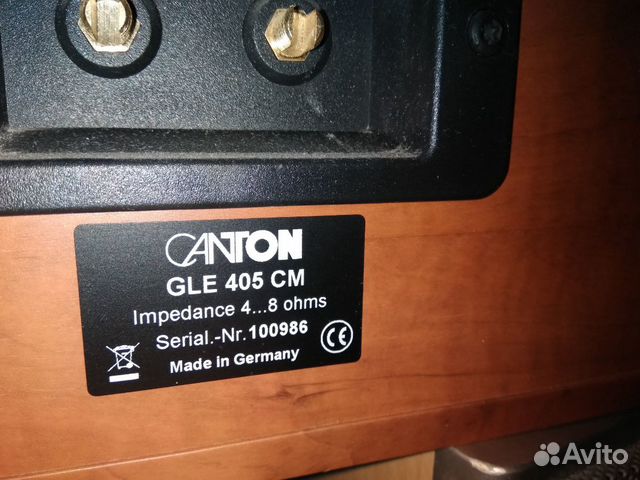 CANTON
GLE 405 CM
Impedance 4...8 ohms
Serial.-Nr.100986
CE
Made in Germany
Avito